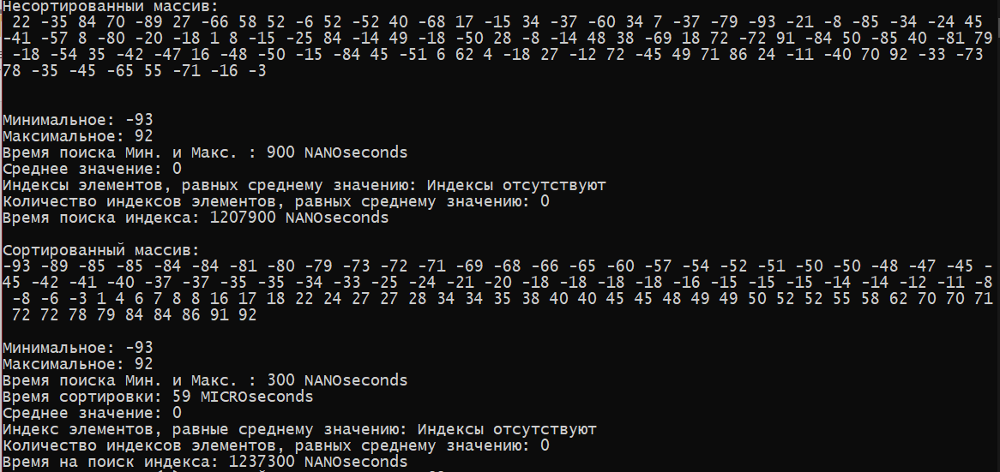 Несортированный массив:
22 -35 84 70 -89 27 -66 58 52 -6 52 -52 40 -68 17 -15 34 -37 -60 34 7 -37 -79 -93 -21 -8 -85 -34 -24 45
-41 -57 8 -80 -20 -18 1 8 -15 -25 84 -14 49 -18 -50 28 -8 -14 48 38 -69 18 72 -72 91 -84 50 -85 40 -81 79
-18 -54 35 -42 -47 16 -48 -50 -15 -84 45 -51 6 62 4 -18 27 -12 72 -45 49 71 86 24 -11 -40 70 92 -33 -73
78 -35 -45 -65 55 -71 -16 -3
Минимальное: -93
Максимальное: 92
Время поиска Мин. и Макс. : 900 NANOseconds
Среднее значение: 0
Индексы элементов, равных среднему значению: Индексы отсутствуют
Количество индексов элементов, равных среднему значению: 0
Время поиска индекса: 1207900 NANOseconds
Сортированный массив:
-93 -89 -85 -85 -84 -84 -81 -80 -79 -73 -72 -71 -69 -68 -66 -65 -60 -57 -54 -52 -51 -50 -50 -48 -47 -45 -
45 -42 -41 -40 -37 -37 -35 -35 -34 -33 -25 -24 -21 -20 -18 -18 -18 -18 -16 -15 -15 -15 -14 -14 -12 -11 -8
-8 -6 -3 1 4 6 7 8 8 16 17 18 22 24 27 27 28 34 34 35 38 40 40 45 45 48 49 49 50 52 52 55 58 62 70 70 71
72 72 78 79 84 84 86 91 92
Минимальное: -93
Максимальное: 92
Время поиска Мин. и Макс. : 300 NANOseconds
Время сортировки: 59 MICROseconds
Среднее значение: 0
Индекс элементов, равные среднему значению: Индексы отсутствуют
Количество индексов элементов, равных среднему значению: 0
Время на поиск индекса: 1237300 NANOseconds